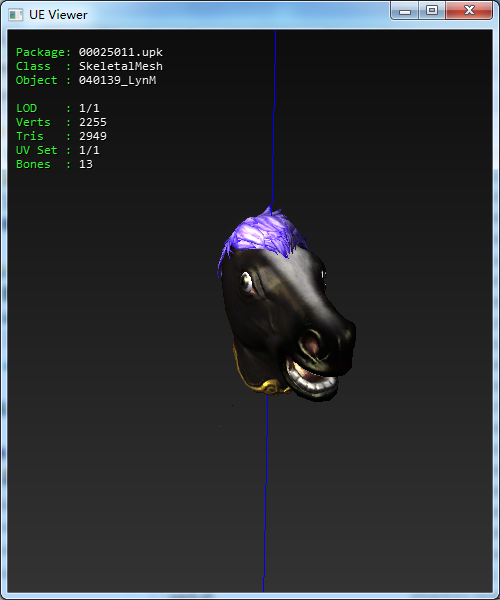 UE Viewer
Package: 00025011.upk
Class : SkeletalMesh
Object : 040139_LynM
LOD : 1/1
Verts : 2255
Tris : 2949
UV Set : 1/1
Bones : 13